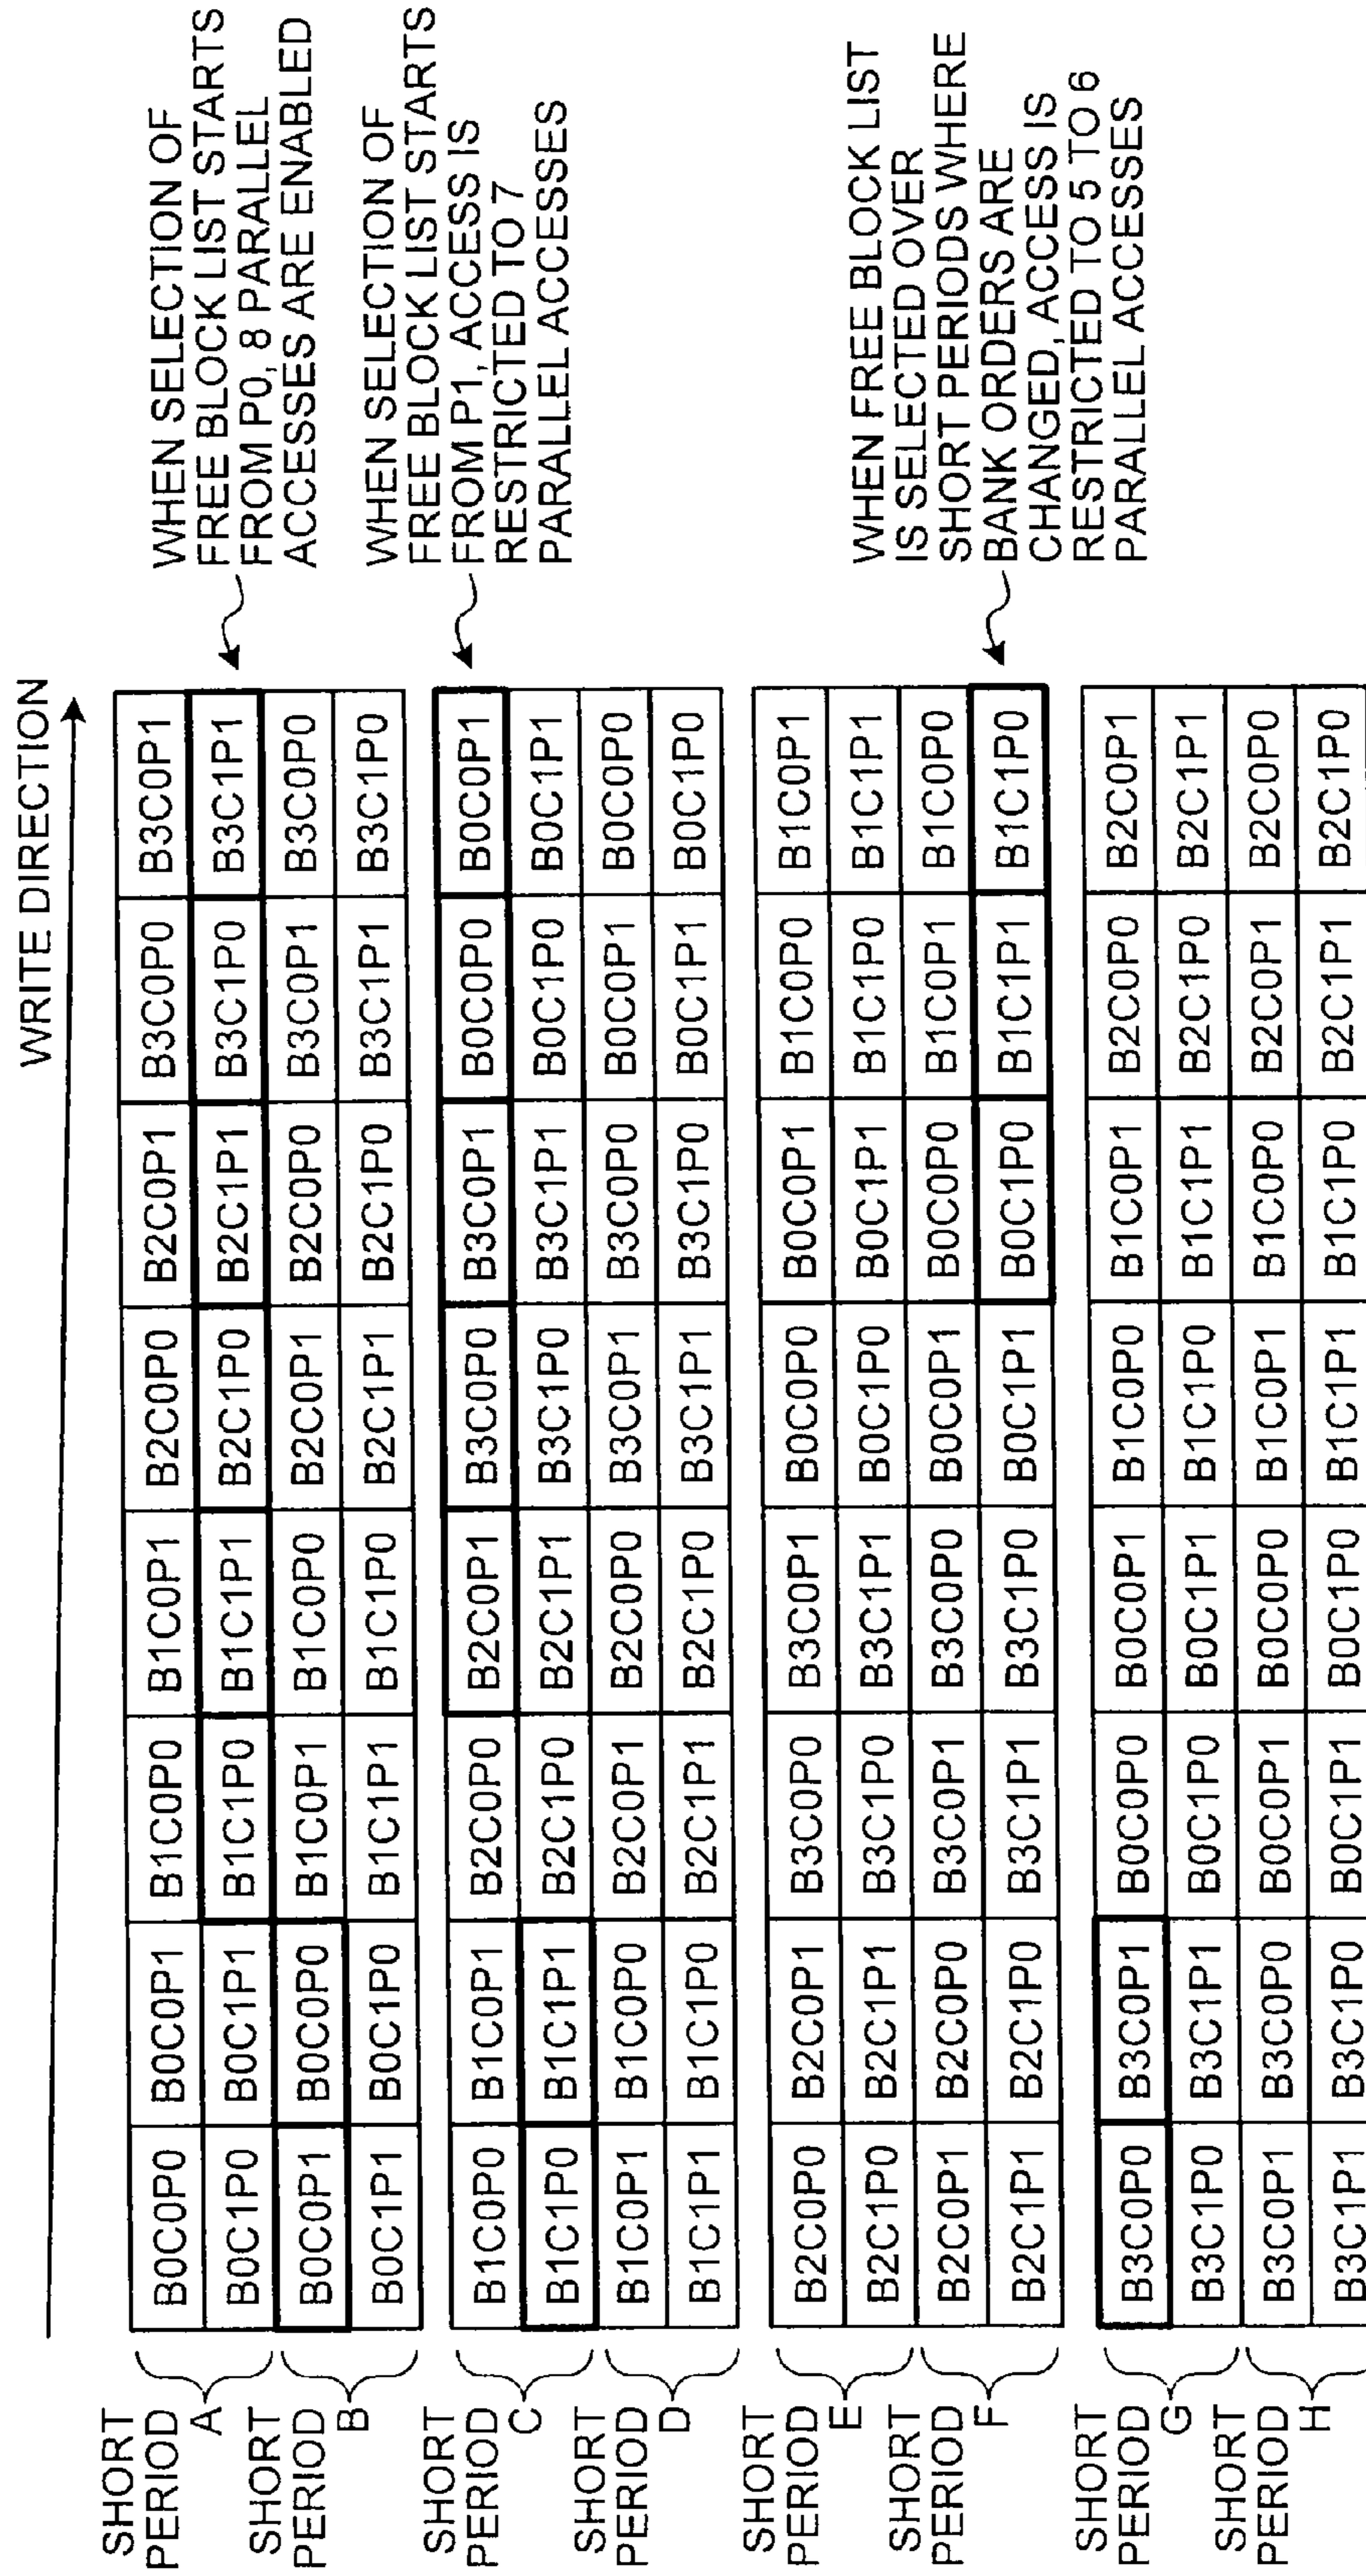 WRITE DIRECTION
SHORT
PERIOD
A
B0C0P0 B0C0P1 B1C0P0 B1C0P1 B2C0P0 B2C0P1 B3C0P0 B3C0P1
B0C1P0 B0C1P1 B1C1P0 B1C1P1 B2C1P0 B2C1P1 B3C1P0 B3C1P1
SHORT
PERIOD
B
B0C0P1 B0C0P0 B1C0P1 B1C0P0 B2C0P1 B2C0P0 B3C0P1 B3C0P0
B0C1P1 B0C1P0 B1C1P1 B1C1P0 B2C1P1 B2C1P0 B3C1P1 B3C1P0
WHEN SELECTION OF
FREE BLOCK LIST STARTS
FROM P0, 8 PARALLEL
ACCESSES ARE ENABLED
SHORT
PERIOD
C
B1C0P0 B1C0P1 B2C0P0 B2C0P1 B3C0P0 B3C0P1 B0C0P0 B0C0P1
B1C1P0 B1C1P1 B2C1P0 B2C1P1 B3C1P0 B3C1P1 B0C1P0 B0C1P1
SHORT
PERIOD
D
B1C0P1 B1C0P0 B2C0P1 B2C0P0 B3C0P1 B3C0P0 B0C0P1 B0C0P0
B1C1P1 B1C1P0 B2C1P1 B2C1P0 B3C1P1 B3C1P0 B0C1P1 B0C1P0
WHEN SELECTION OF
FREE BLOCK LIST STARTS
FROM P1, ACCESS IS
RESTRICTED TO 7
PARALLEL ACCESSES
SHORT
PERIOD
E
B2C0P0 B2C0P1 B3C0P0 B3C0P1 B0C0P0 B0C0P1 B1C0P0 B1C0P1
B2C1P0 B2C1P1 B3C1P0 B3C1P1 B0C1P0 B0C1P1 B1C1P0 B1C1P1
SHORT
PERIOD
F
B2C0P1 B2C0P0 B3C0P1 B3C0P0 B0C0P1 B0C0P0 B1C0P1 B1C0P0
B2C1P1 B2C1P0 B3C1P1 B3C1P0 B0C1P1 B0C1P0 B1C1P1 B1C1P0
WHEN FREE BLOCK LIST
IS SELECTED OVER
SHORT PERIODS WHERE
BANK ORDERS ARE
CHANGED, ACCESS IS
RESTRICTED TO 5 TO 6
PARALLEL ACCESSES
SHORT
PERIOD
G
B3C0P0 B3C0P1 B0C0P0 B0C0P1 B1C0P0 B1C0P1 B2C0P0 B2C0P1
B3C1P0 B3C1P1 B0C1P0 B0C1P1 B1C1P0 B1C1P1 B2C1P0 B2C1P1
SHORT
PERIOD
H
B3C0P1 B3C0P0 B0C0P1 B0C0P0 B1C0P1 B1C0P0 B2C0P1 B2C0P0
B3C1P1 B3C1P0 B0C1P1 B0C1P0 B1C1P1 B1C1P0 B2C1P1 B2C1P0